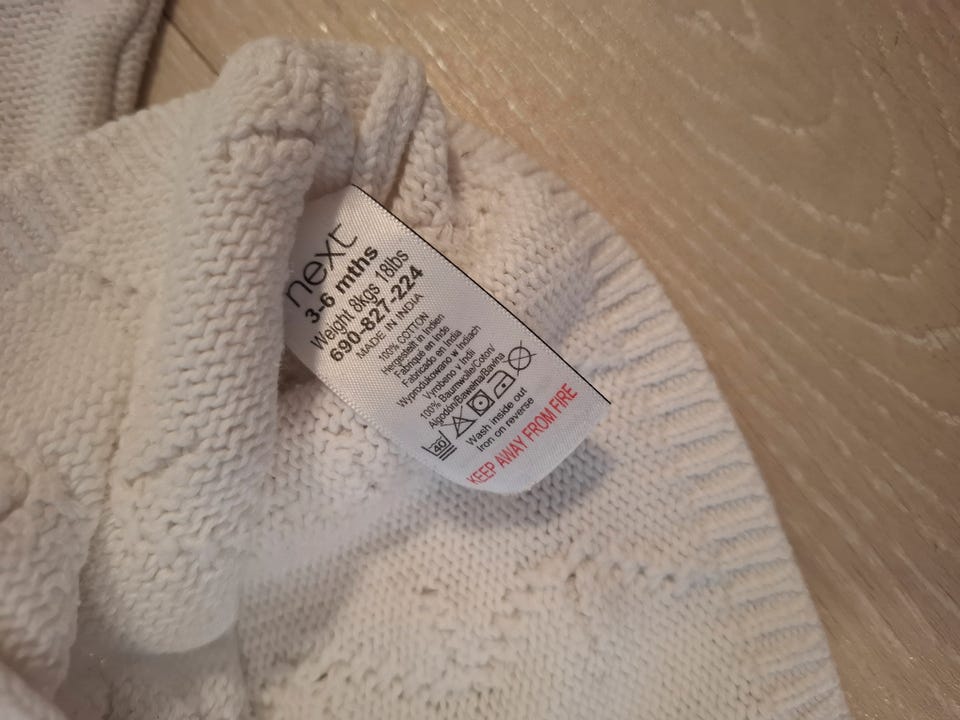 next
3-6 mths
Weight 8kgs 18lbs
690-827-224
MADE IN INDIA
100% COTTON
Hergestellt in Indien
Fabriqué en Inde
Fabricado en India
Wyprodukowano w Indiach
Vyrobeno v Indii
100% Baumwolle/Coton/
Algodón/Bawełna/Bavlna
40
Wash inside out
Iron on reverse
KEEP AWAY FROM FIRE